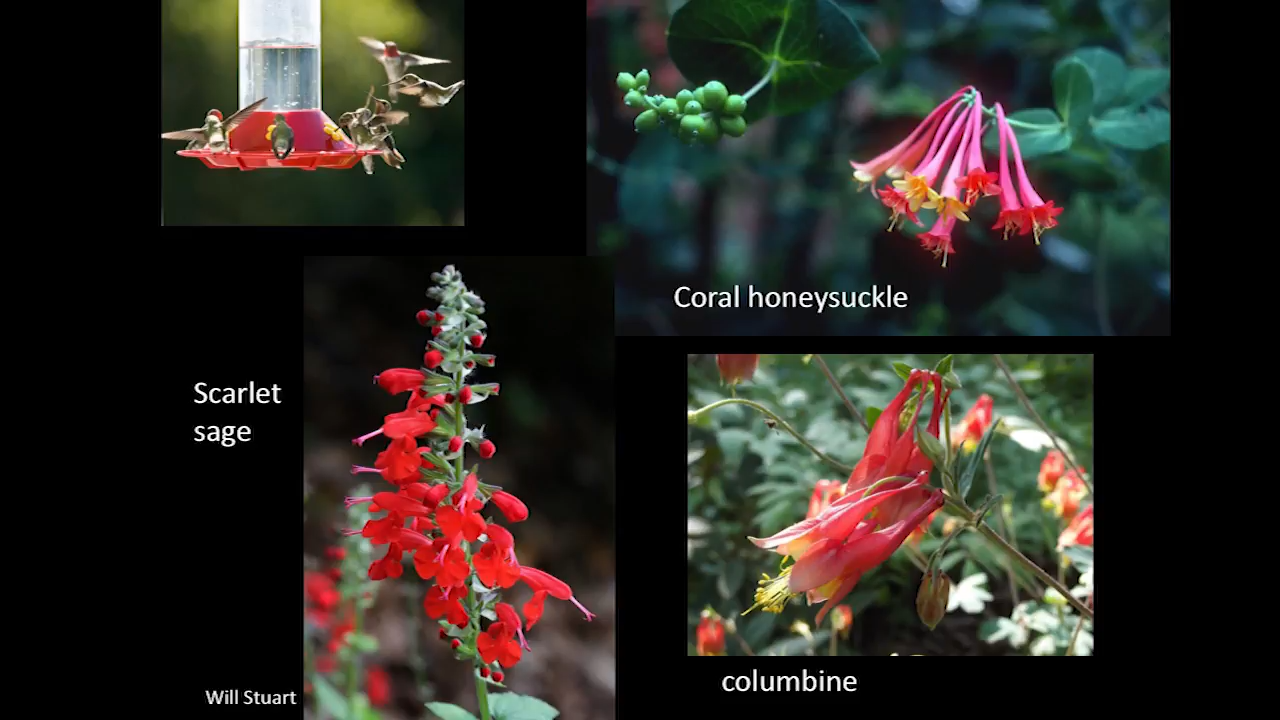 Coral honeysuckle
Scarlet
sage
columbine
Will Stuart